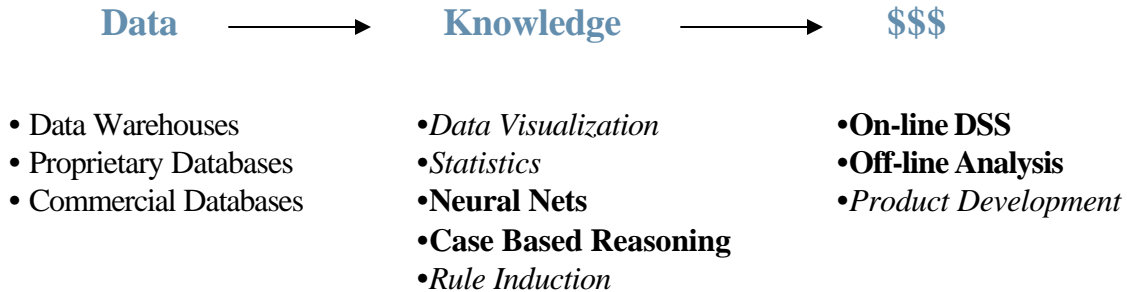 Data Knowledge $$$
• Data Warehouses
• Proprietary Databases
• Commercial Databases
•Data Visualization
•Statistics
•Neural Nets
•Case Based Reasoning
•Rule Induction
•On-line DSS
•Off-line Analysis
•Product Development